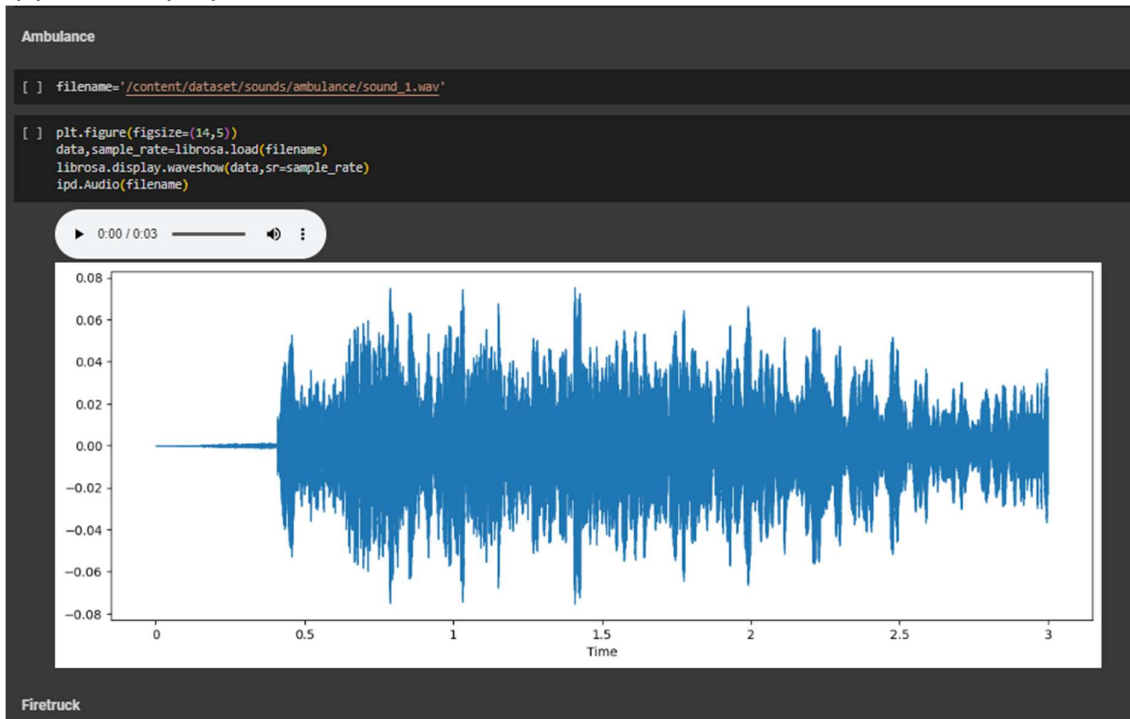 Ambulance
[ ] filename='/content/dataset/sounds/ambulance/sound_1.wav'
[ ] plt.figure(figsize=(14,5))
data,sample_rate=librosa.load(filename)
librosa.display.waveshow(data,sr=sample_rate)
ipd.Audio(filename)
0:00 / 0:03
0.08
0.06
0.04
0.02
0.00
−0.02
−0.04
−0.06
−0.08
0 0.5 1 1.5 2 2.5 3
Time
Firetruck